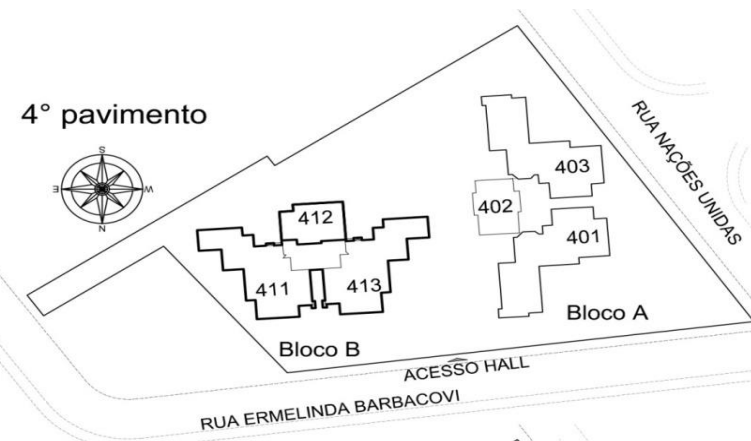 4° pavimento
S
E
W
N
RUA NAÇÕES UNIDAS
403
402
401
412
411
413
Bloco A
Bloco B
ACESSO HALL
RUA ERMELINDA BARBACOVI